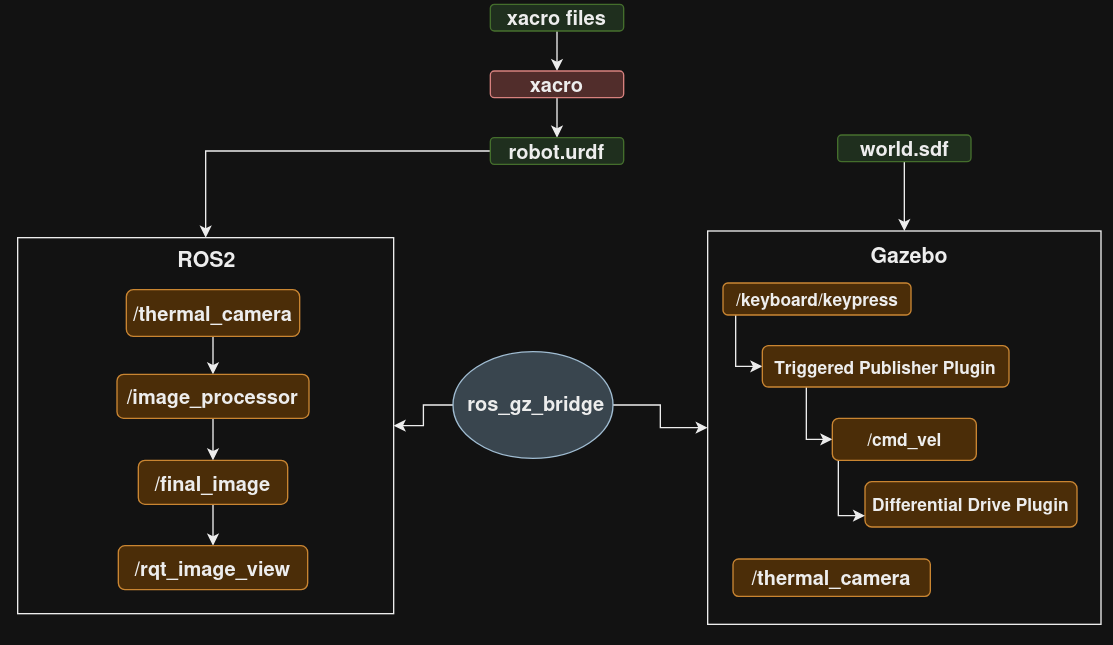 xacro files
xacro
robot.urdf
world.sdf
ROS2
/thermal_camera
/image_processor
/final_image
/rqt_image_view
ros_gz_bridge
Gazebo
/keyboard/keypress
Triggered Publisher Plugin
/cmd_vel
Differential Drive Plugin
/thermal_camera